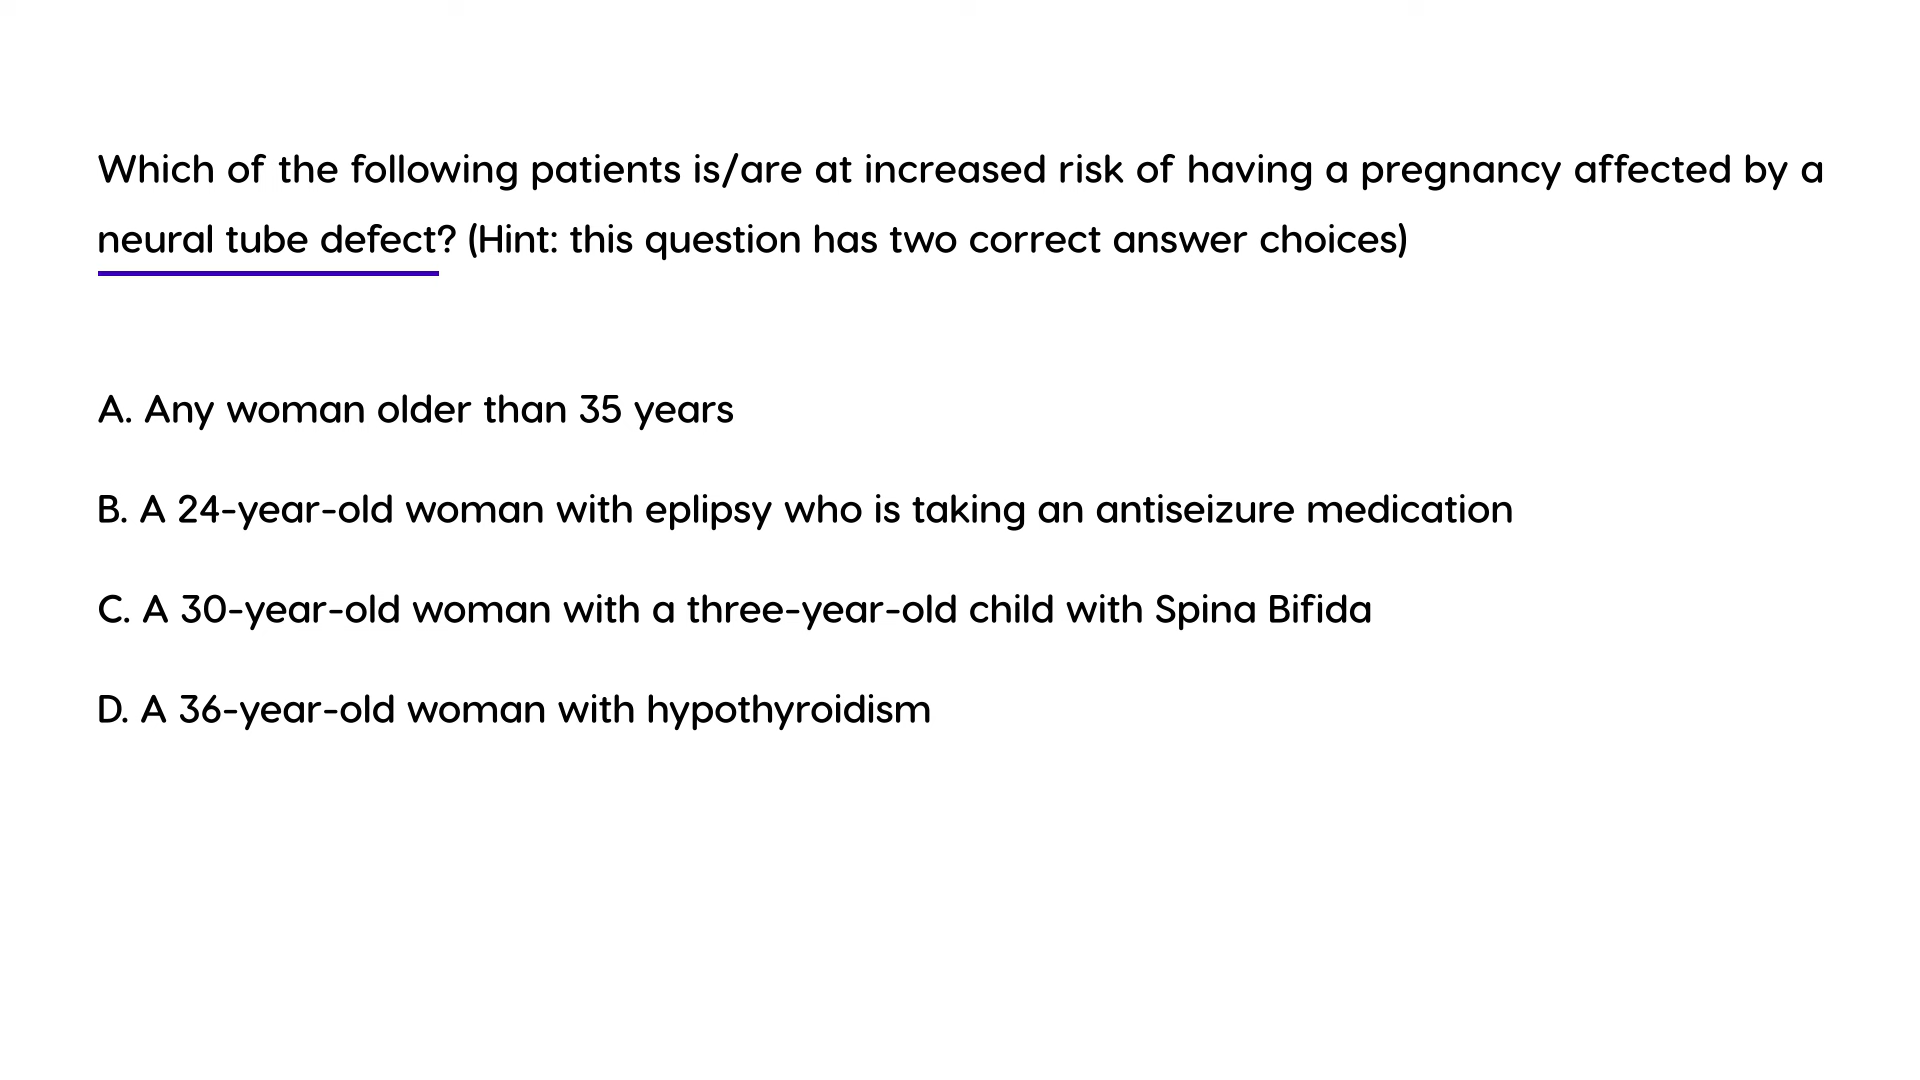 Which of the following patients is/are at increased risk of having a pregnancy affected by a
neural tube defect? (Hint: this question has two correct answer choices)
A. Any woman older than 35 years
B. A 24-year-old woman with eplipsy who is taking an antiseizure medication
C. A 30-year-old woman with a three-year-old child with Spina Bifida
D. A 36-year-old woman with hypothyroidism